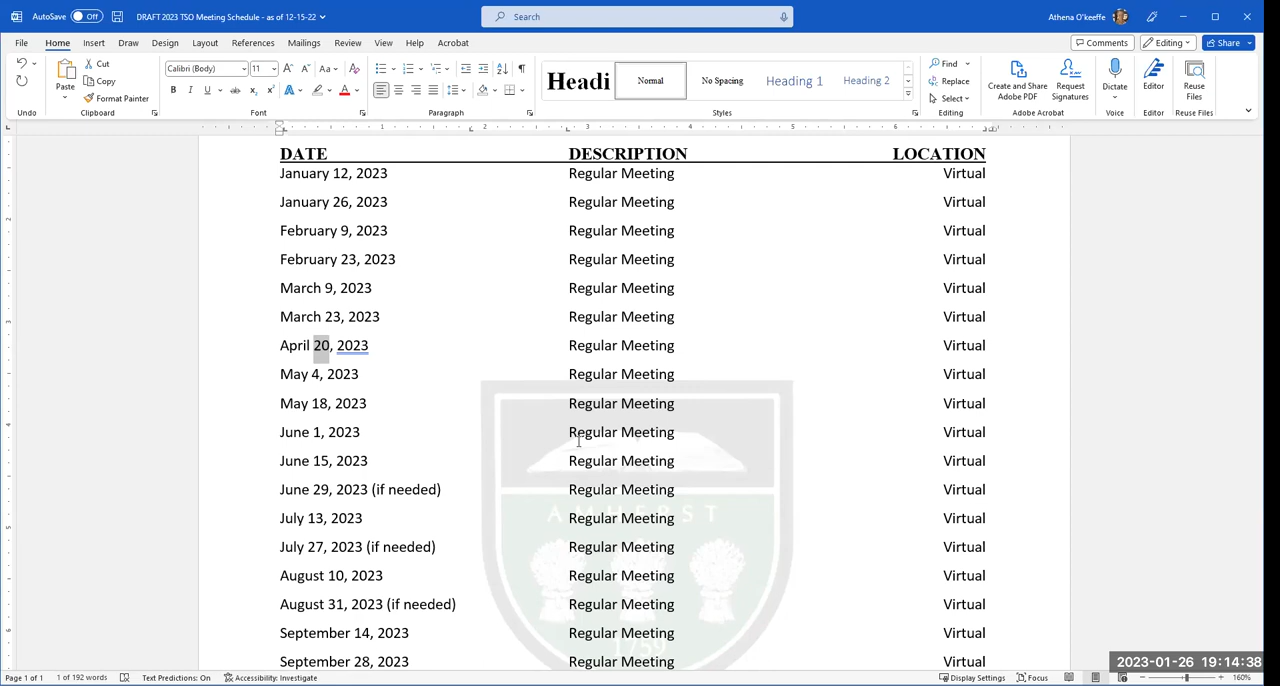 AutoSave Off DRAFT 2023 TSO Meeting Schedule - as of 12-15-22 Search Athena O'keeffe
File Home Insert Draw Design Layout References Mailings Review View Help Acrobat Comments Editing Share
Paste Cut Copy Format Painter Calibri (Body) 11 Headi Normal No Spacing Heading 1 Heading 2 Find Replace Select Create and Share Adobe PDF Request Signatures Dictate Editor Reuse Files
Undo Clipboard Font Paragraph Styles Editing Adobe Acrobat Voice Editor Reuse Files
1 2 3 4 5 6
DATE DESCRIPTION LOCATION
January 12, 2023 Regular Meeting Virtual
January 26, 2023 Regular Meeting Virtual
February 9, 2023 Regular Meeting Virtual
February 23, 2023 Regular Meeting Virtual
March 9, 2023 Regular Meeting Virtual
March 23, 2023 Regular Meeting Virtual
April 20, 2023 Regular Meeting Virtual
May 4, 2023 Regular Meeting Virtual
May 18, 2023 Regular Meeting Virtual
June 1, 2023 Regular Meeting Virtual
June 15, 2023 Regular Meeting Virtual
June 29, 2023 (if needed) Regular Meeting Virtual
AMHERST
July 13, 2023 Regular Meeting Virtual
July 27, 2023 (if needed) Regular Meeting Virtual
August 10, 2023 Regular Meeting Virtual
August 31, 2023 (if needed) Regular Meeting Virtual
September 14, 2023 Regular Meeting Virtual
1759
September 28, 2023 Regular Meeting Virtual
2023-01-26 19:14:38
Page 1 of 1 1 of 192 words Text Predictions: On Accessibility: Investigate Display Settings Focus 160%